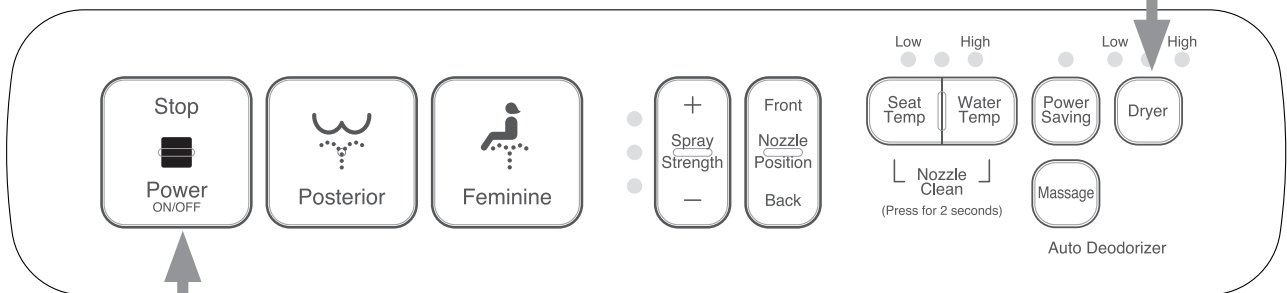 Stop
Power
ON/OFF
Posterior
Feminine
+
Spray
Strength
—
Front
Nozzle
Position
Back
Low High
Seat
Temp
Water
Temp
Nozzle
Clean
(Press for 2 seconds)
Power
Saving
Low High
Dryer
Massage
Auto Deodorizer